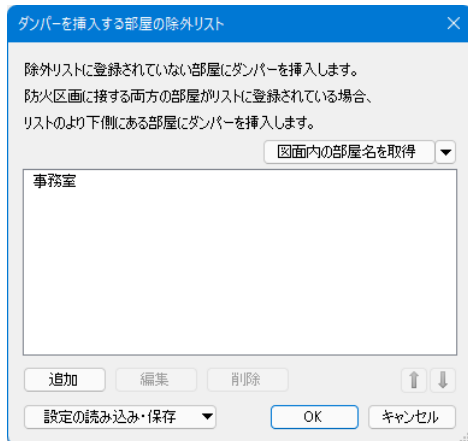 ダンパーを挿入する部屋の除外リスト
除外リストに登録されていない部屋にダンパーを挿入します。
防火区画に接する両方の部屋がリストに登録されている場合、
リストのより下側にある部屋にダンパーを挿入します。
図面内の部屋名を取得
事務室
追加 編集 削除
設定の読み込み・保存 OK キャンセル